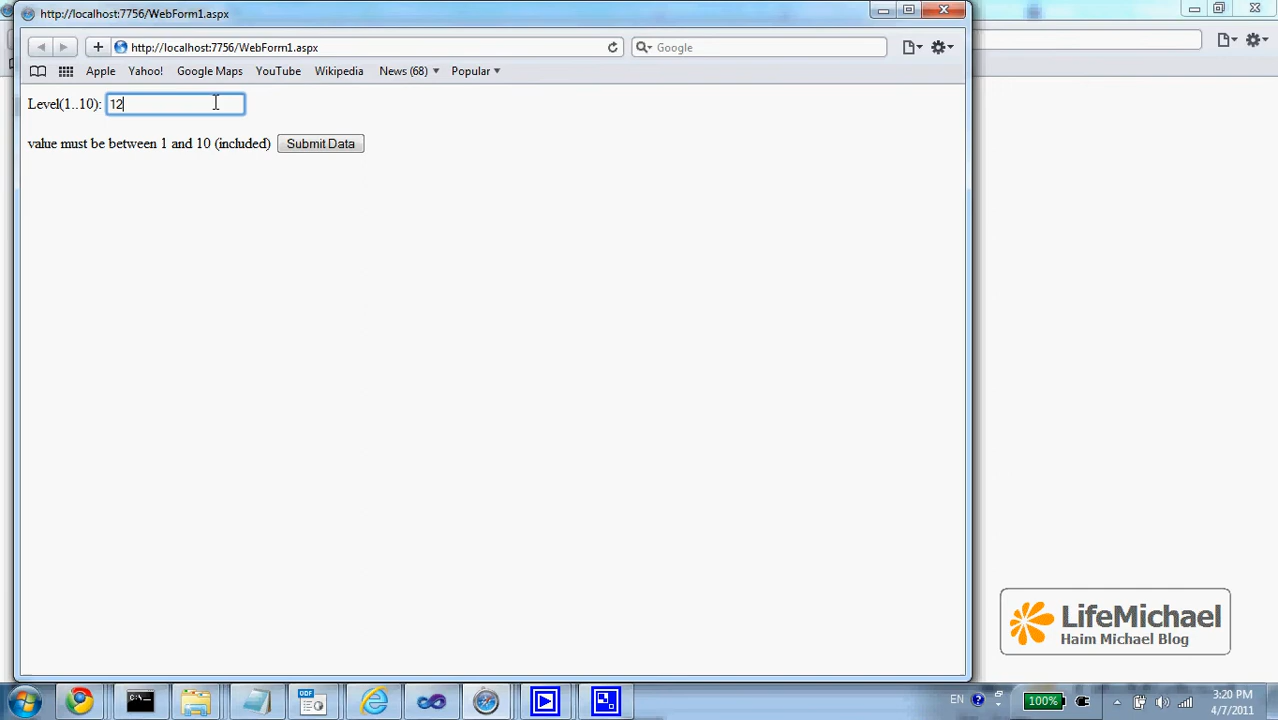 http://localhost:7756/WebForm1.aspx
http://localhost:7756/WebForm1.aspx
Google
Apple Yahoo! Google Maps YouTube Wikipedia News (68) Popular
Level(1..10): 12
value must be between 1 and 10 (included) Submit Data
LifeMichael
Haim Michael Blog
C:\.
ODF
EN
100%
3:20 PM
4/7/2011